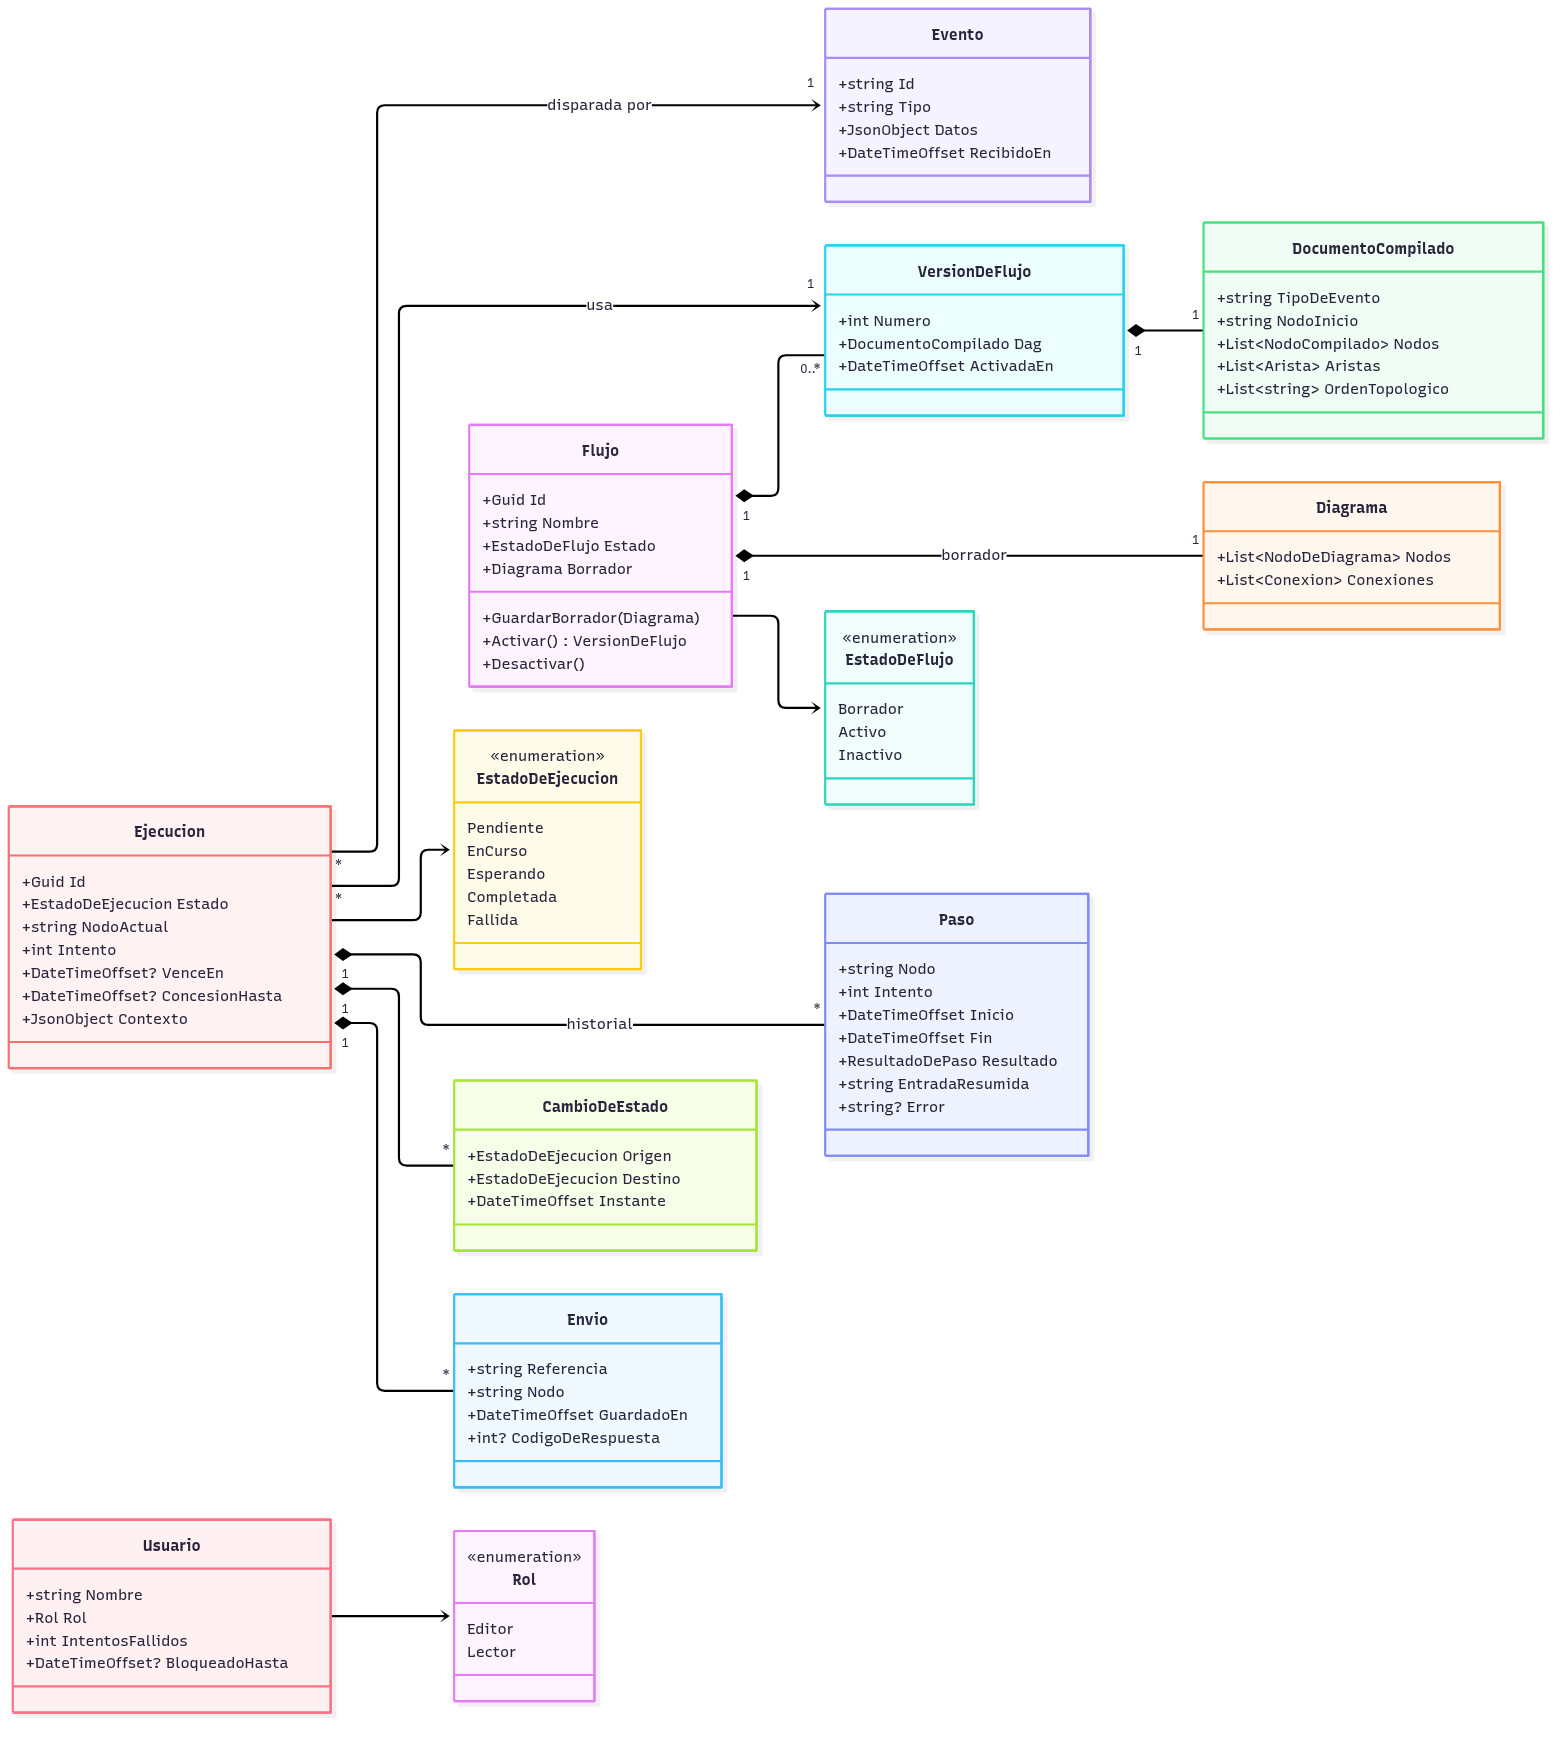 Evento
+string Id
+string Tipo
+JsonObject Datos
+DateTimeOffset RecibidoEn
1
disparada por
DocumentoCompilado
+string TipoDeEvento
+string NodoInicio
+List<NodoCompilado> Nodos
+List<Arista> Aristas
+List<string> OrdenTopologico
VersionDeFlujo
+int Numero
+DocumentoCompilado Dag
+DateTimeOffset ActivadaEn
1
usa
1
1
0..*
Flujo
+Guid Id
+string Nombre
+EstadoDeFlujo Estado
+Diagrama Borrador
+GuardarBorrador(Diagrama)
+Activar() : VersionDeFlujo
+Desactivar()
1
1
borrador
1
Diagrama
+List<NodoDeDiagrama> Nodos
+List<Conexion> Conexiones
«enumeration»
EstadoDeFlujo
Borrador
Activo
Inactivo
«enumeration»
EstadoDeEjecucion
Pendiente
EnCurso
Esperando
Completada
Fallida
Ejecucion
+Guid Id
+EstadoDeEjecucion Estado
+string NodoActual
+int Intento
+DateTimeOffset? VenceEn
+DateTimeOffset? ConcesionHasta
+JsonObject Contexto
*
*
1
1
1
historial
*
Paso
+string Nodo
+int Intento
+DateTimeOffset Inicio
+DateTimeOffset Fin
+ResultadoDePaso Resultado
+string EntradaResumida
+string? Error
CambioDeEstado
+EstadoDeEjecucion Origen
+EstadoDeEjecucion Destino
+DateTimeOffset Instante
*
Envio
+string Referencia
+string Nodo
+DateTimeOffset GuardadoEn
+int? CodigoDeRespuesta
*
Usuario
+string Nombre
+Rol Rol
+int IntentosFallidos
+DateTimeOffset? BloqueadoHasta
«enumeration»
Rol
Editor
Lector